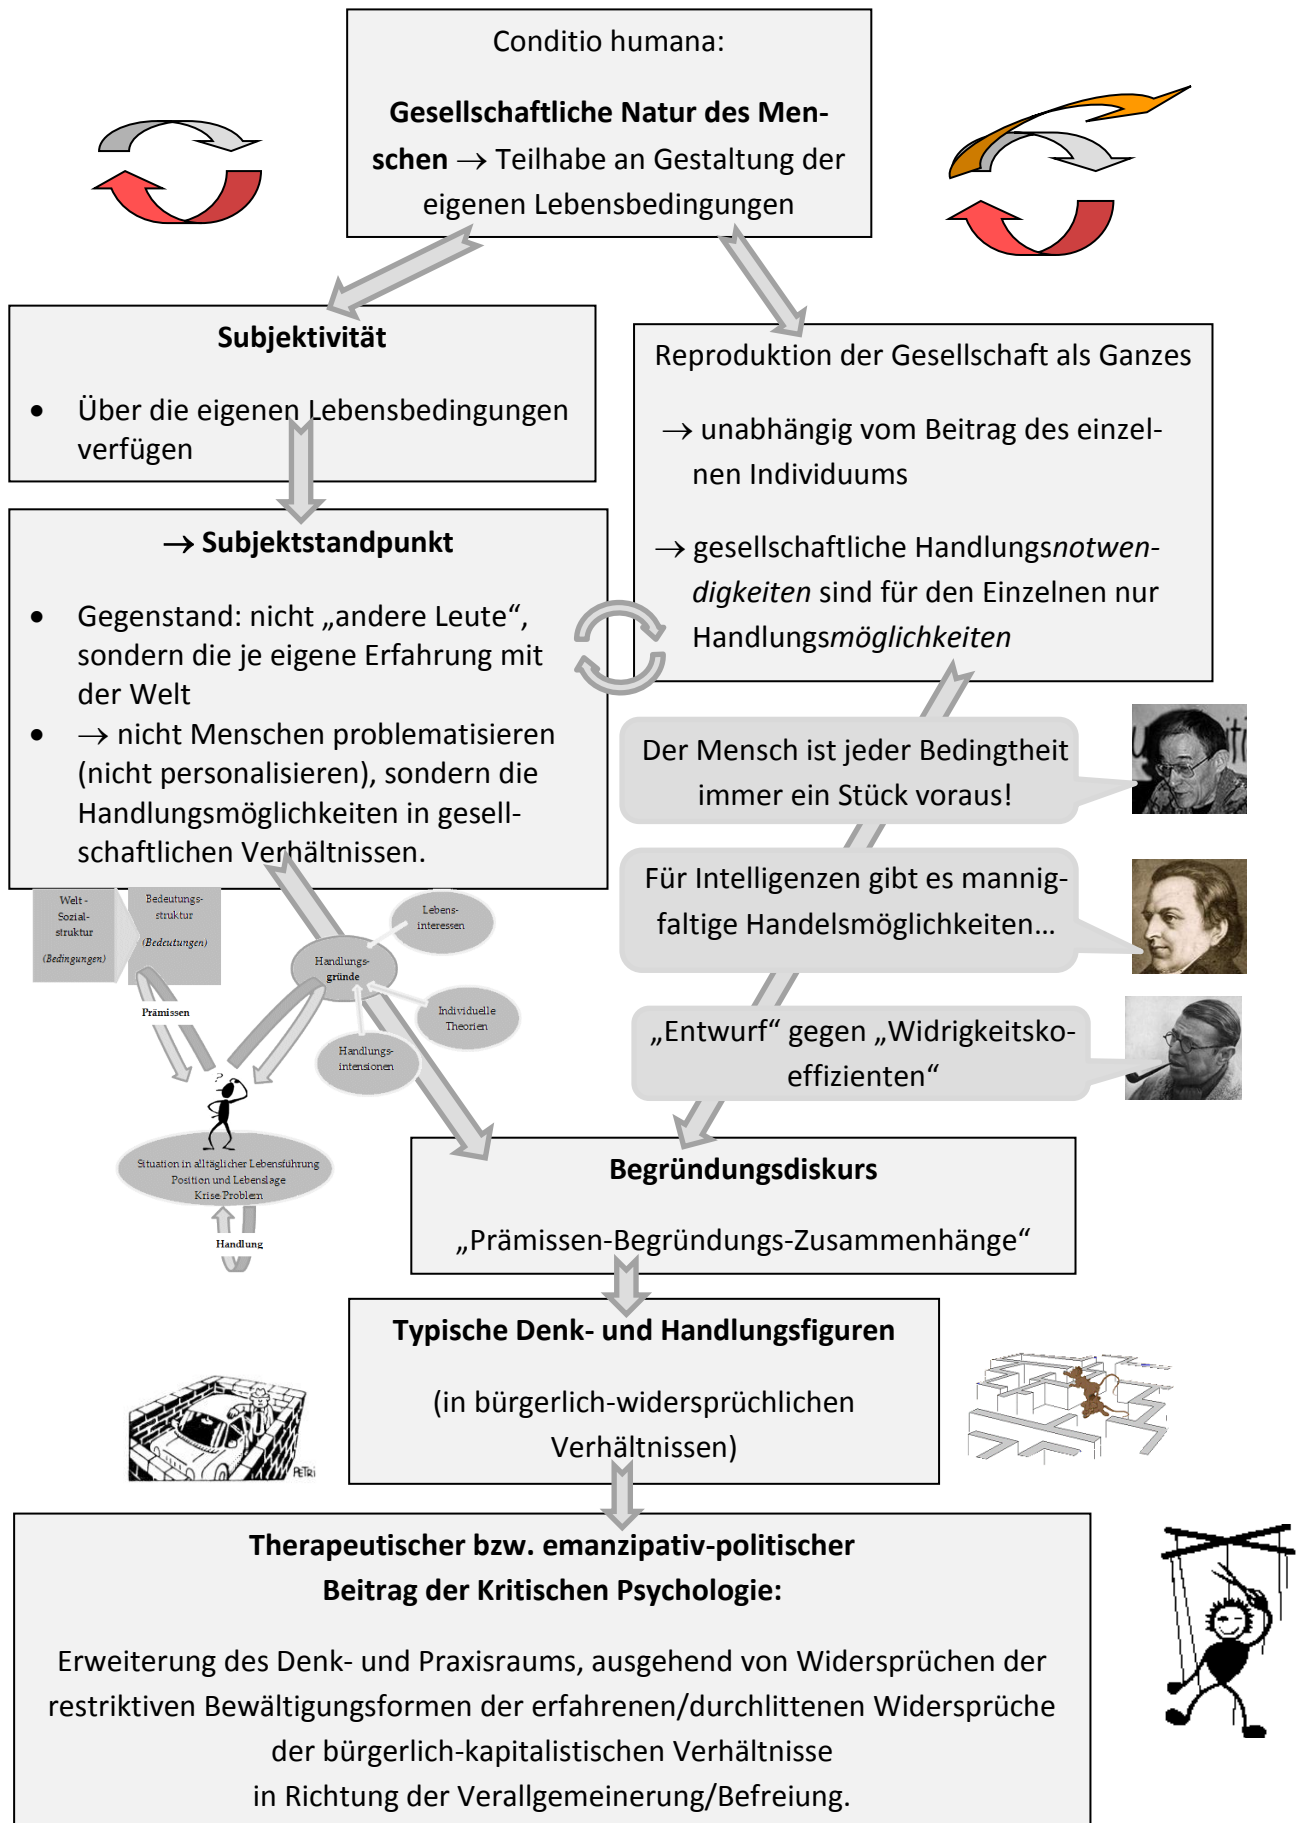 Conditio humana:
Gesellschaftliche Natur des Men-
schen → Teilhabe an Gestaltung der
eigenen Lebensbedingungen
Subjektivität
• Über die eigenen Lebensbedingungen
verfügen
Reproduktion der Gesellschaft als Ganzes
→ unabhängig vom Beitrag des einzel-
nen Individuums
→ gesellschaftliche Handlungsnotwen-
digkeiten sind für den Einzelnen nur
Handlungsmöglichkeiten
→ Subjektstandpunkt
• Gegenstand: nicht „andere Leute“,
sondern die je eigene Erfahrung mit
der Welt
• → nicht Menschen problematisieren
(nicht personalisieren), sondern die
Handlungsmöglichkeiten in gesell-
schaftlichen Verhältnissen.
Der Mensch ist jeder Bedingtheit
immer ein Stück voraus!
Für Intelligenzen gibt es mannig-
faltige Handelsmöglichkeiten…
„Entwurf“ gegen „Widrigkeitsko-
effizienten“
Welt -
Sozial-
struktur
(Bedingungen)
Bedeutungs-
struktur
(Bedeutungen)
Lebens-
interessen
Handlungs-
gründe
Individuelle
Theorien
Handlungs-
intensionen
Prämissen
?
Situation in alltäglicher Lebensführung
Position und Lebenslage
Krise Problem
Handlung
Begründungsdiskurs
„Prämissen-Begründungs-Zusammenhänge“
Typische Denk- und Handlungsfiguren
(in bürgerlich-widersprüchlichen
Verhältnissen)
PETRI
Therapeutischer bzw. emanzipativ-politischer
Beitrag der Kritischen Psychologie:
Erweiterung des Denk- und Praxisraums, ausgehend von Widersprüchen der
restriktiven Bewältigungsformen der erfahrenen/durchlittenen Widersprüche
der bürgerlich-kapitalistischen Verhältnisse
in Richtung der Verallgemeinerung/Befreiung.